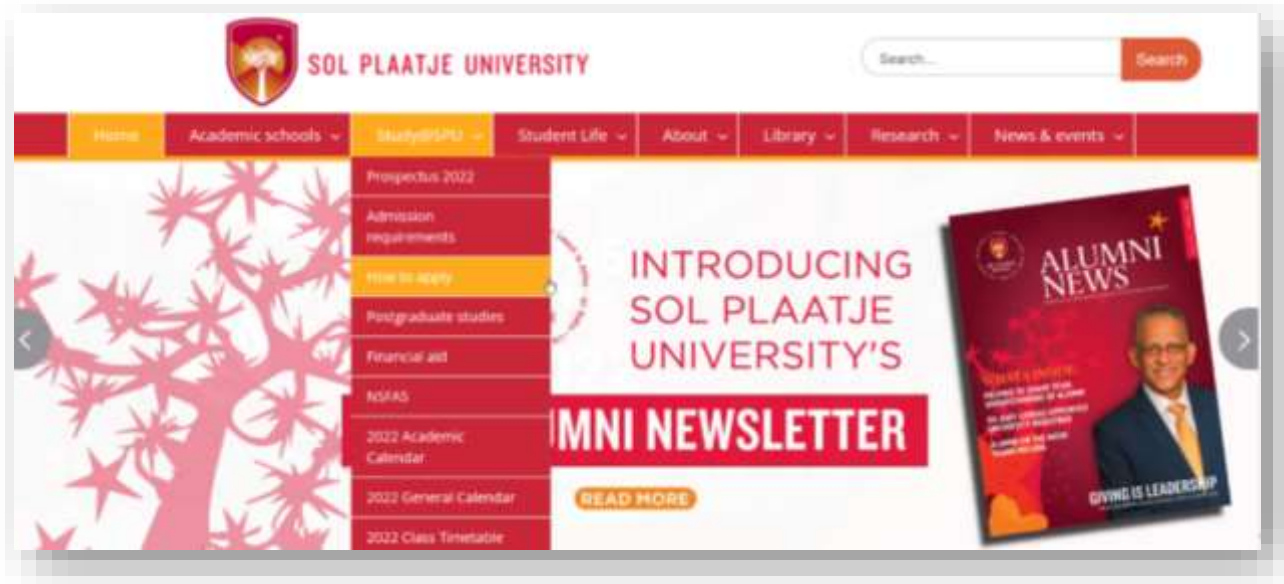 SOL PLAATJE UNIVERSITY
Search...
Search
Home
Academic schools
Study@SPU
Student Life
About
Library
Research
News & events
Prospectus 2022
Admission
requirements
How to apply
Postgraduate studies
Financial aid
NSFAS
2022 Academic
Calendar
2022 General Calendar
2022 Class Timetable
INTRODUCING
SOL PLAATJE
UNIVERSITY'S
MNI NEWSLETTER
READ MORE
ALUMNI
NEWS
GIVING IS LEADERSHIP